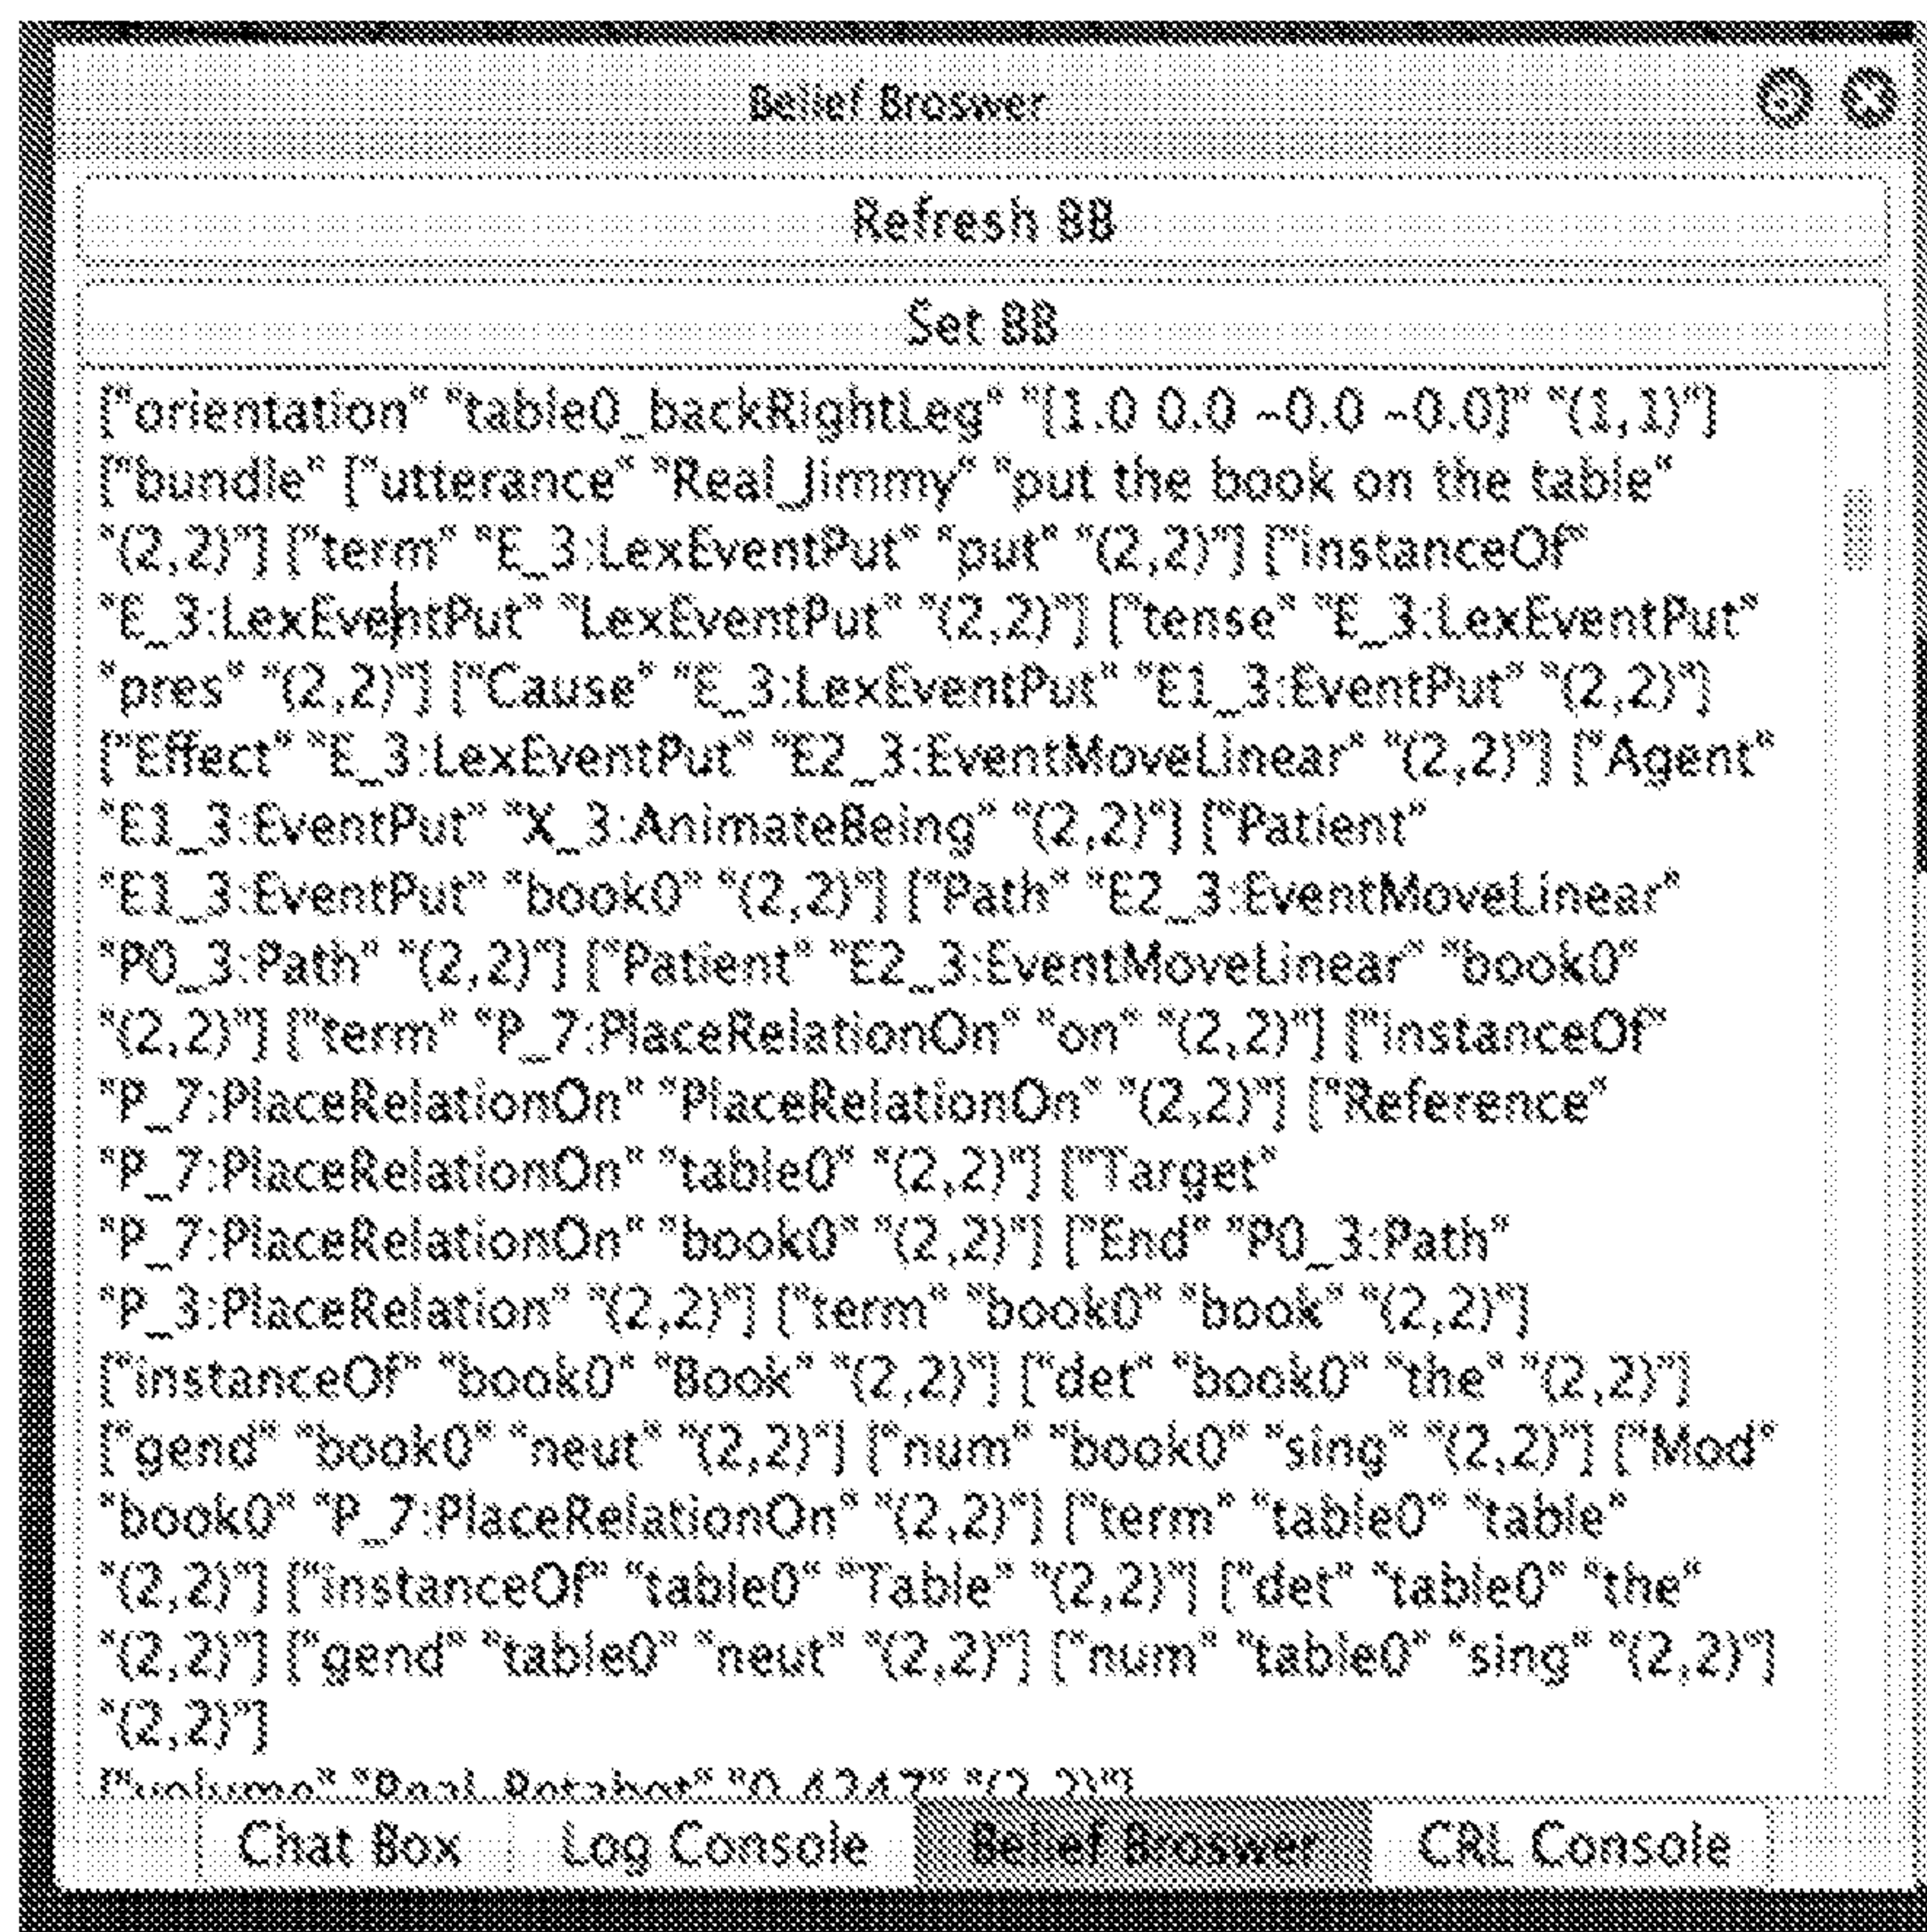 Belief Broswer
Refresh BB
Set BB
["orientation" "table0_backRightLeg" "[1.0 0.0 ~0.0 ~0.0]" "(1,1)"]
["bundle" ["utterance" "Real_Jimmy" "put the book on the table"
"(2,2)"] ["term" "E_3:LexEventPut" "put" "(2,2)"] ["instanceOf"
"E_3:LexEventPut" "LexEventPut" "(2,2)"] ["tense" "E_3:LexEventPut"
"pres" "(2,2)"] ["Cause" "E_3:LexEventPut" "E1_3:EventPut" "(2,2)"]
["Effect" "E_3:LexEventPut" "E2_3:EventMoveLinear" "(2,2)"] ["Agent"
"E1_3:EventPut" "X_3:AnimateBeing" "(2,2)"] ["Patient"
"E1_3:EventPut" "book0" "(2,2)"] ["Path" "E2_3:EventMoveLinear"
"P0_3:Path" "(2,2)"] ["Patient" "E2_3:EventMoveLinear" "book0"
"(2,2)"] ["term" "P_7:PlaceRelationOn" "on" "(2,2)"] ["instanceOf"
"P_7:PlaceRelationOn" "PlaceRelationOn" "(2,2)"] ["Reference"
"P_7:PlaceRelationOn" "table0" "(2,2)"] ["Target"
"P_7:PlaceRelationOn" "book0" "(2,2)"] ["End" "P0_3:Path"
"P_3:PlaceRelation" "(2,2)"] ["term" "book0" "book" "(2,2)"]
["instanceOf" "book0" "Book" "(2,2)"] ["det" "book0" "the" "(2,2)"]
["gend" "book0" "neut" "(2,2)"] ["num" "book0" "sing" "(2,2)"] ["Mod"
"book0" "P_7:PlaceRelationOn" "(2,2)"] ["term" "table0" "table"
"(2,2)"] ["instanceOf" "table0" "Table" "(2,2)"] ["det" "table0" "the"
"(2,2)"] ["gend" "table0" "neut" "(2,2)"] ["num" "table0" "sing" "(2,2)"]
"(2,2)"]
["volume" "Real_Rotabot" "0.4347" "(2,2)"]
Chat Box
Log Console
Belief Broswer
CRL Console